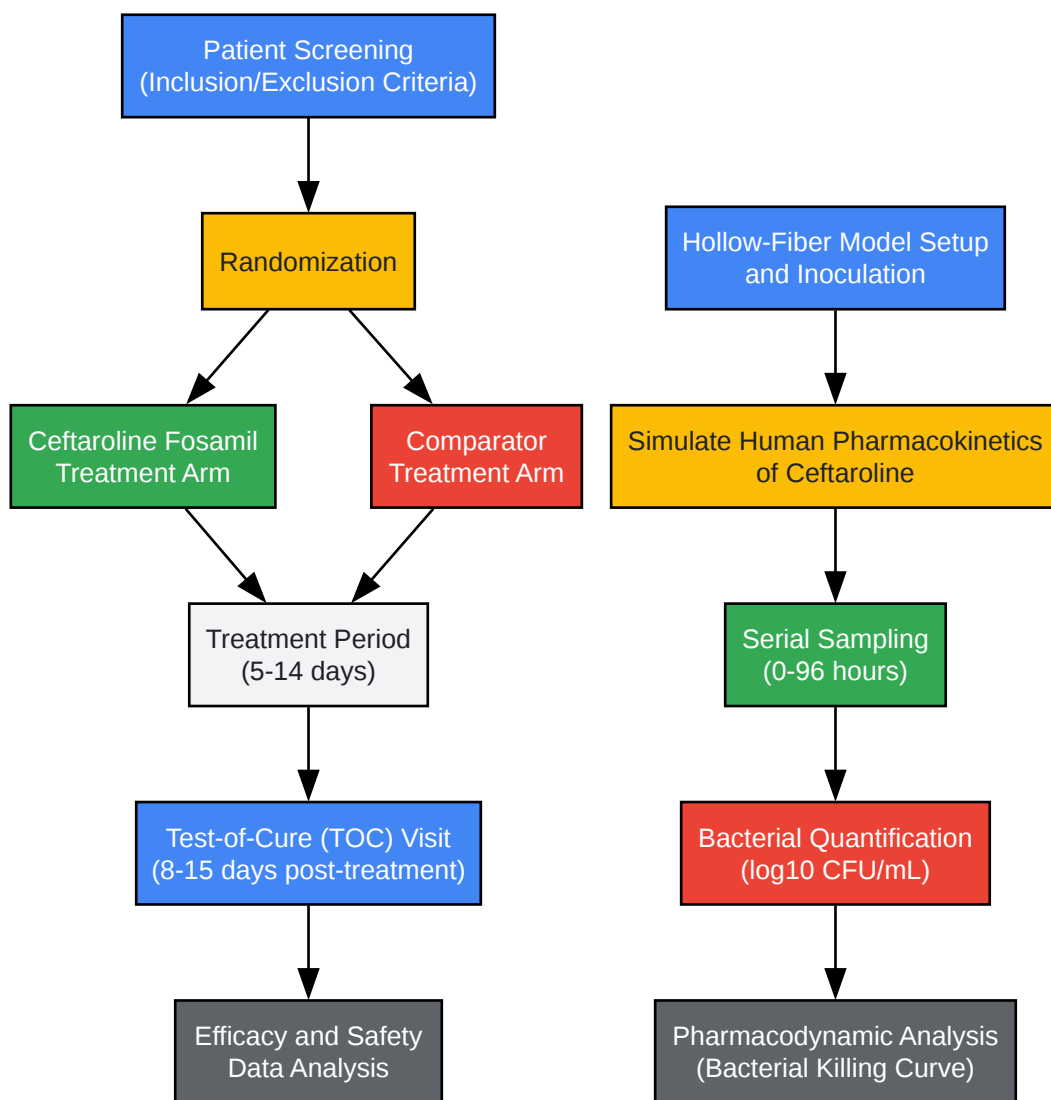 Patient Screening
(Inclusion/Exclusion Criteria)
Randomization
Ceftaroline Fosamil
Treatment Arm
Comparator
Treatment Arm
Treatment Period
(5-14 days)
Test-of-Cure (TOC) Visit
(8-15 days post-treatment)
Efficacy and Safety
Data Analysis
Hollow-Fiber Model Setup
and Inoculation
Simulate Human Pharmacokinetics
of Ceftaroline
Serial Sampling
(0-96 hours)
Bacterial Quantification
(log10 CFU/mL)
Pharmacodynamic Analysis
(Bacterial Killing Curve)